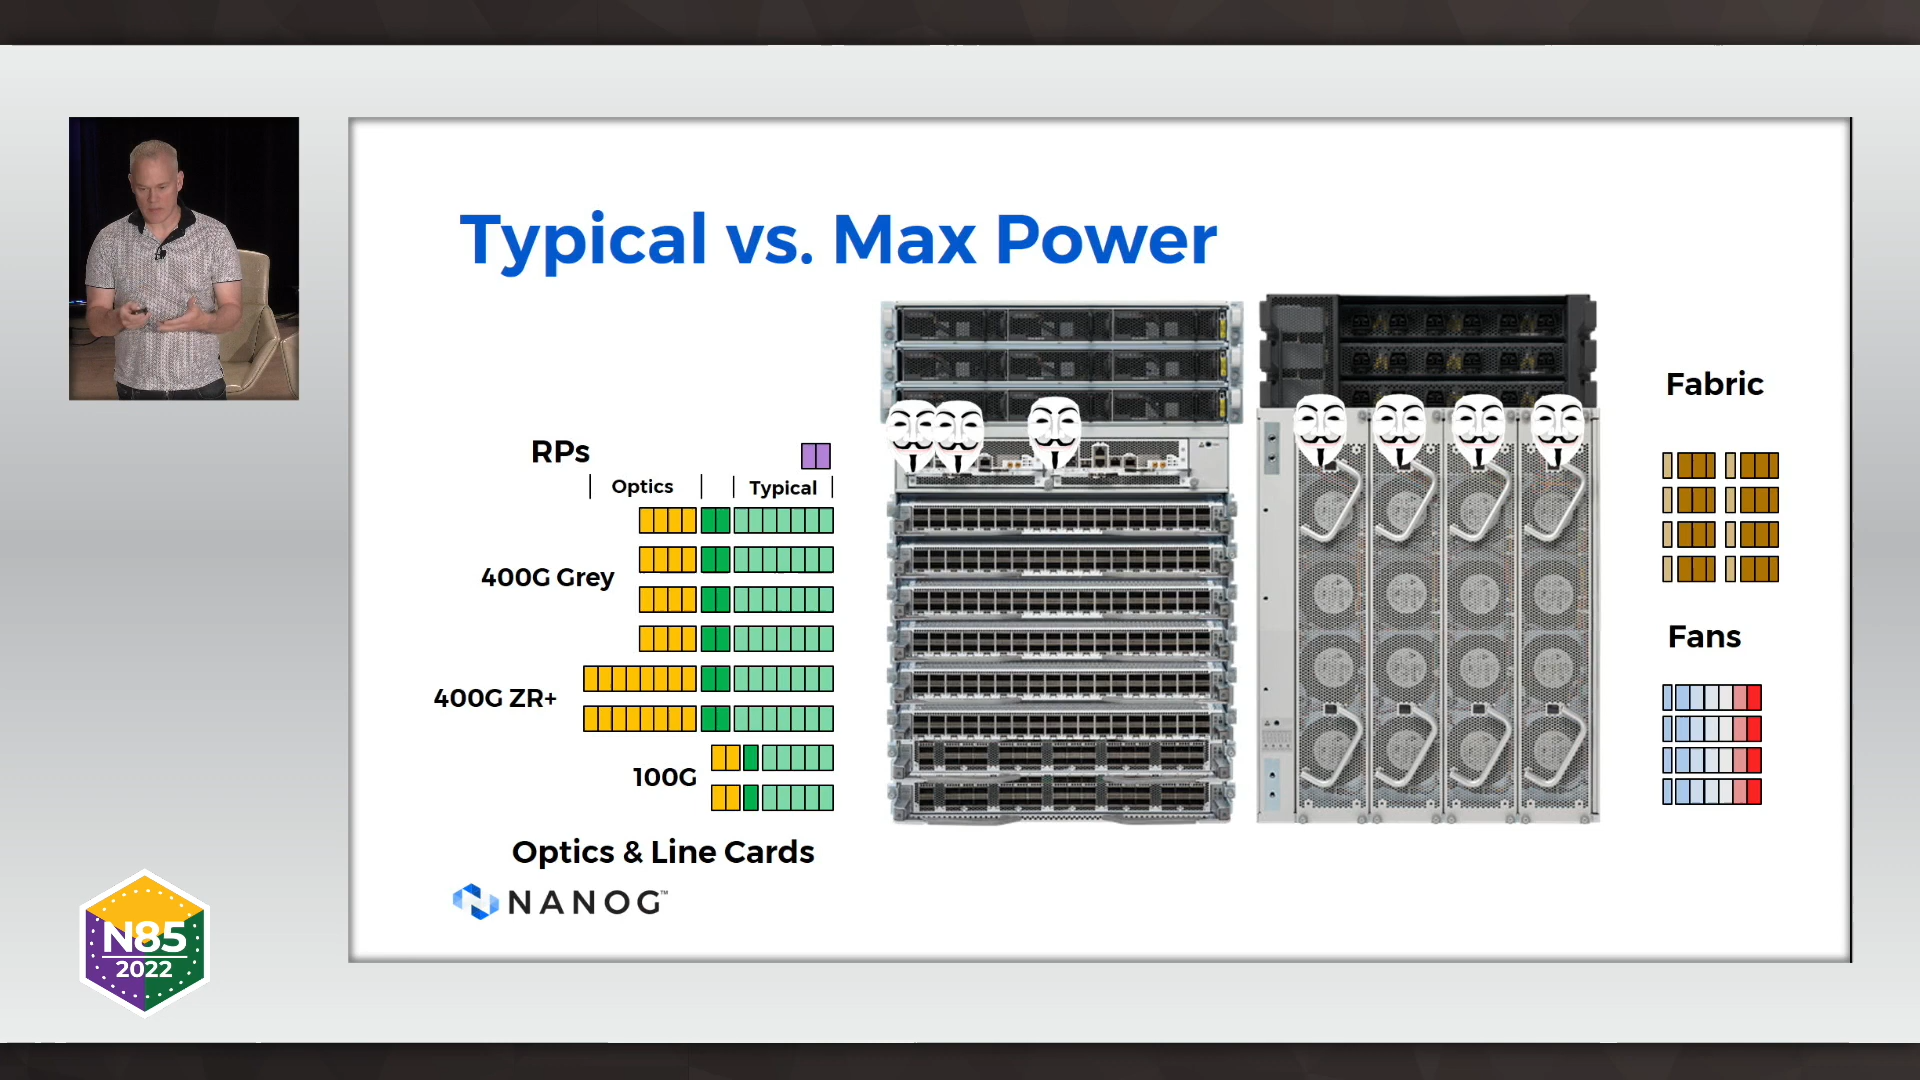 Typical vs. Max Power
RPs
Optics
Typical
400G Grey
400G ZR+
100G
Optics & Line Cards
Fabric
Fans
NANOG™
N85
2022